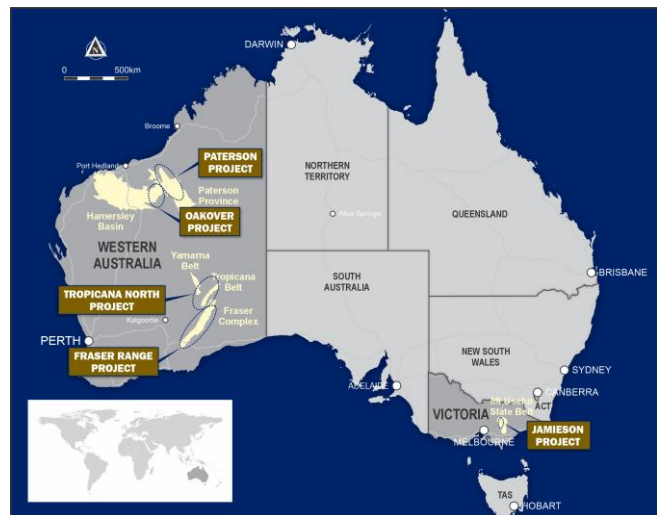 DARWIN
0 500km
Broome
Port Hedland
PATERSON
PROJECT
NORTHERN
TERRITORY
Paterson
Province
Hamersley
Basin
OAKOVER
PROJECT
Alice Springs
QUEENSLAND
WESTERN
AUSTRALIA
Yamarna
Belt
Tropicana
Belt
SOUTH
AUSTRALIA
BRISBANE
TROPICANA NORTH
PROJECT
Kalgoorlie
Fraser
Complex
PERTH
FRASER RANGE
PROJECT
NEW SOUTH
WALES
SYDNEY
ADELAIDE
CANBERRA
ACT
Mt Useful
Slate Belt
VICTORIA
MELBOURNE
JAMIESON
PROJECT
TAS
HOBART